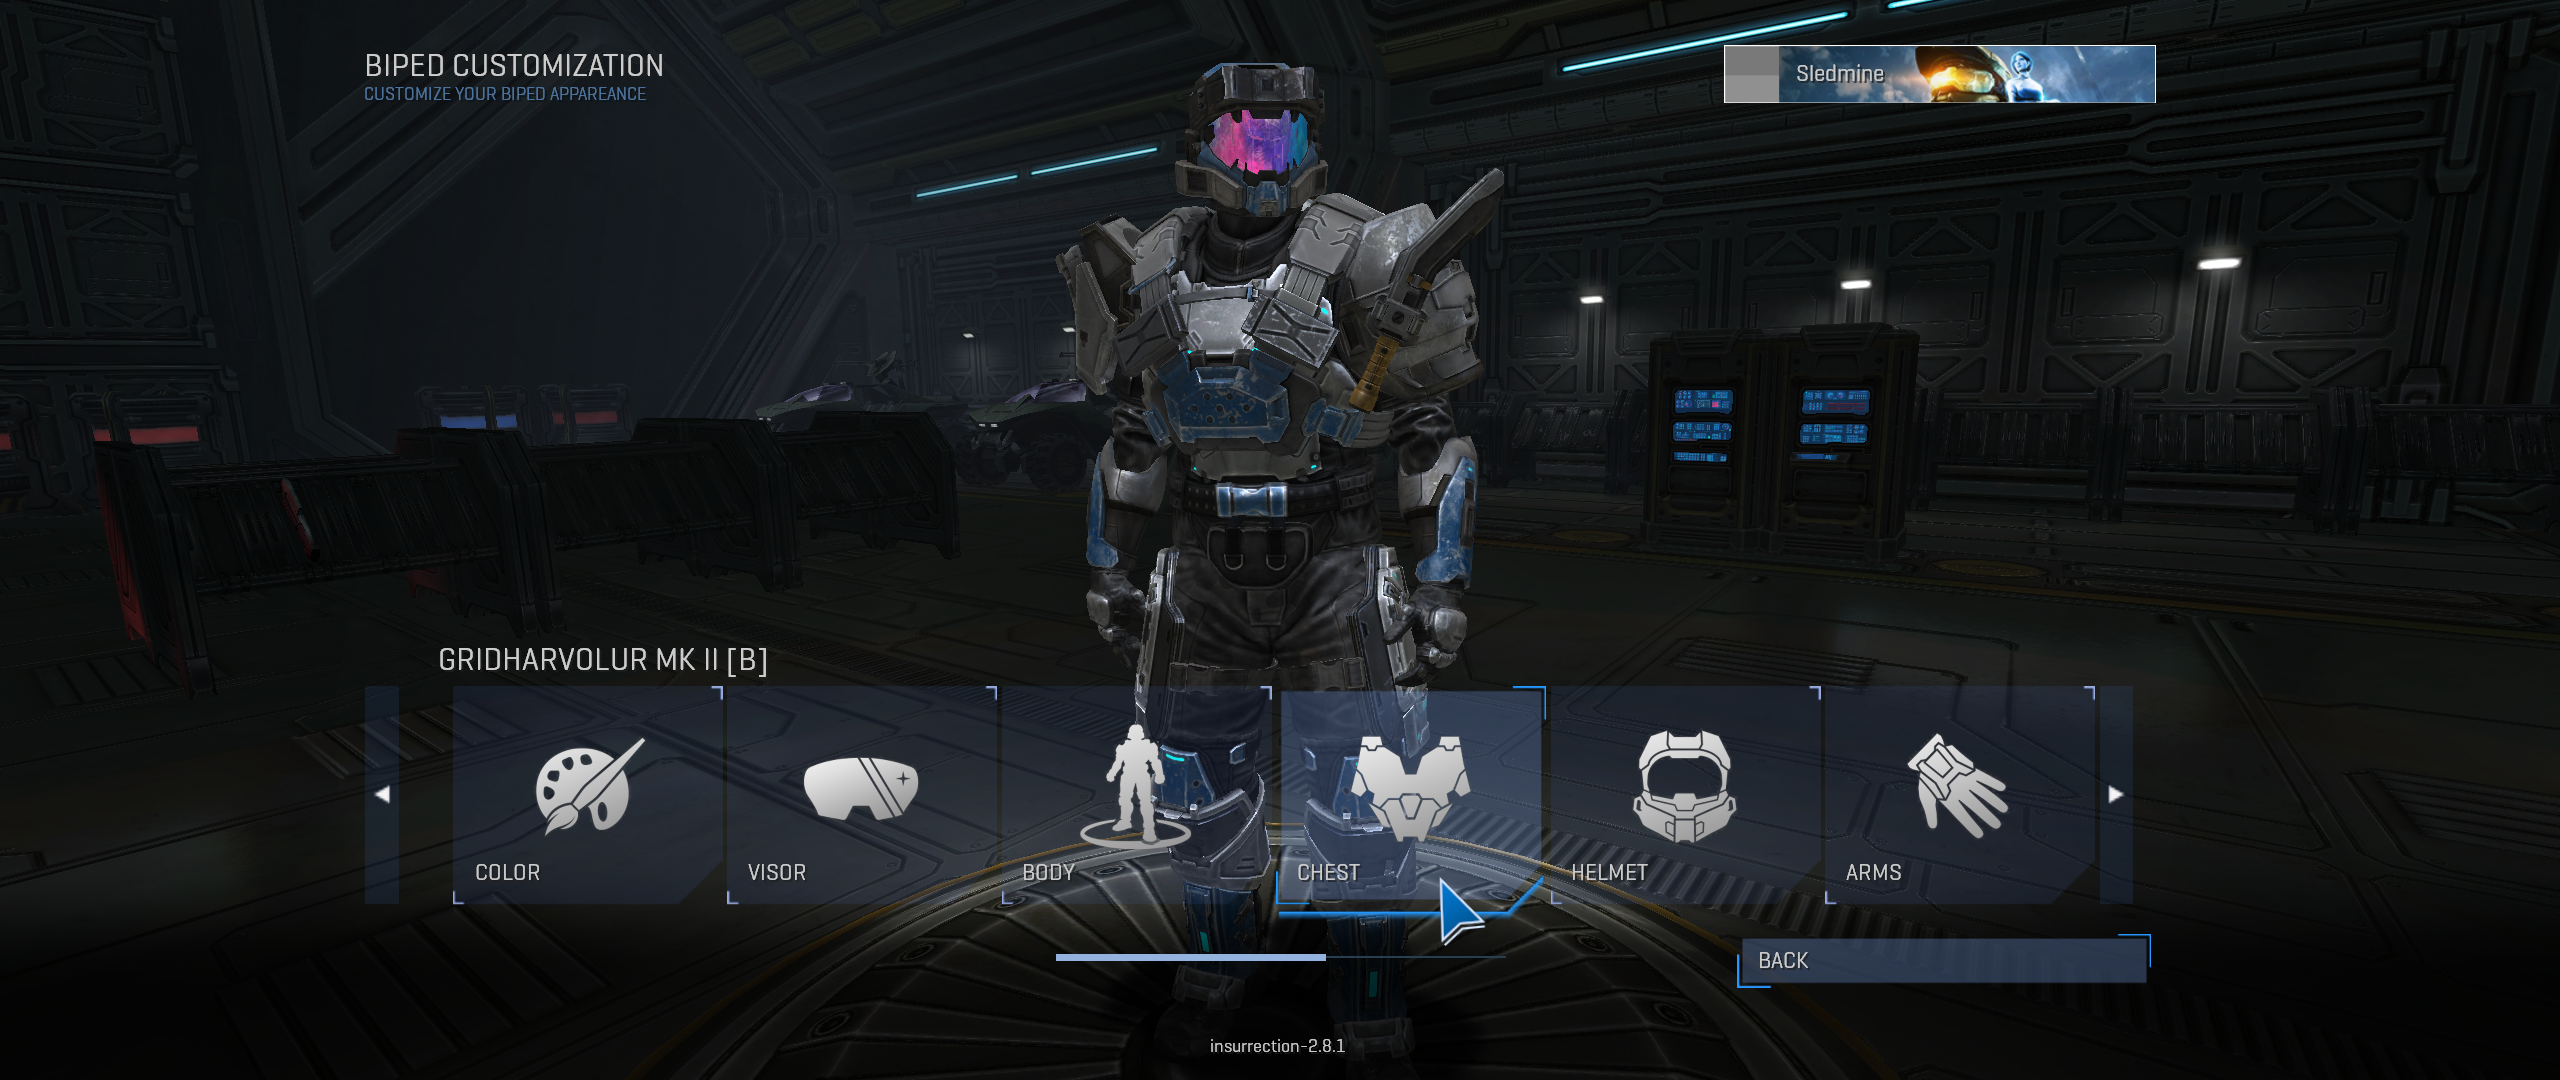 BIPED CUSTOMIZATION
CUSTOMIZE YOUR BIPED APPAREANCE
Sledmine
GRIDHARVOLUR MK II [B]
COLOR
VISOR
BODY
CHEST
HELMET
ARMS
BACK
insurrection-2.8.1